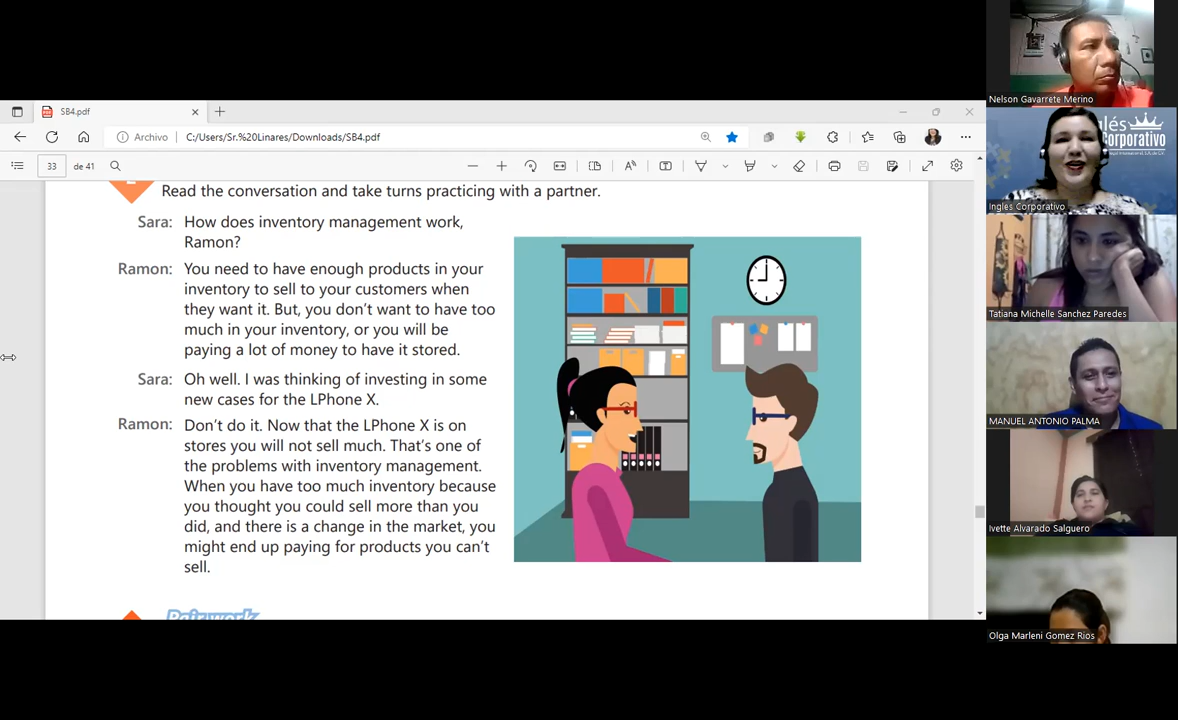 SB4.pdf
Archivo
C:/Users/Sr.%20Linares/Downloads/SB4.pdf
33
de 41
Read the conversation and take turns practicing with a partner.
Sara: How does inventory management work,
Ramon?
Ramon: You need to have enough products in your
inventory to sell to your customers when
they want it. But, you don't want to have too
much in your inventory, or you will be
paying a lot of money to have it stored.
Sara: Oh well. I was thinking of investing in some
new cases for the LPhone X.
Ramon: Don't do it. Now that the LPhone X is on
stores you will not sell much. That's one of
the problems with inventory management.
When you have too much inventory because
you thought you could sell more than you
did, and there is a change in the market, you
might end up paying for products you can't
sell.
Pairwork
Nelson Gavarrete Merino
Inglés Corporativo
Tatiana Michelle Sanchez Paredes
MANUEL ANTONIO PALMA
Ivette Alvarado Salguero
Olga Marleni Gomez Rios